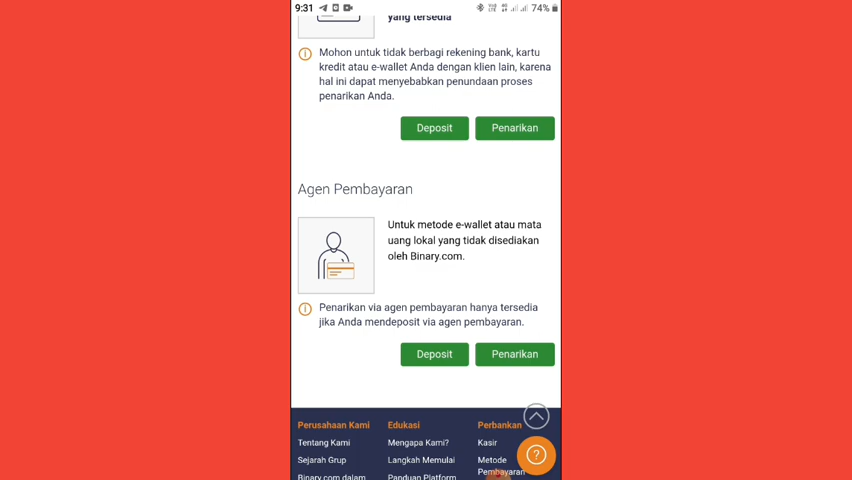 9:31
74%
yang tersedia
Mohon untuk tidak berbagi rekening bank, kartu
kredit atau e-wallet Anda dengan klien lain, karena
hal ini dapat menyebabkan penundaan proses
penarikan Anda.
Deposit
Penarikan
Agen Pembayaran
Untuk metode e-wallet atau mata
uang lokal yang tidak disediakan
oleh Binary.com.
Penarikan via agen pembayaran hanya tersedia
jika Anda mendeposit via agen pembayaran.
Deposit
Penarikan
Perusahaan Kami
Edukasi
Perbankan
Tentang Kami
Mengapa Kami?
Kasir
Sejarah Grup
Langkah Memulai
Metode
Pembayaran
Binary.com dalam
Panduan Platform